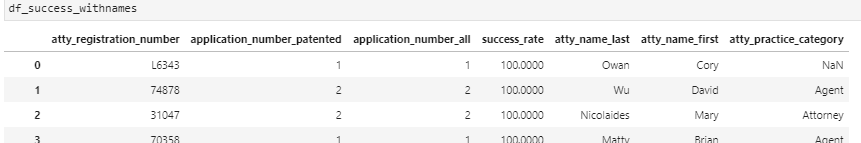 df_success_withnames
atty_registration_number application_number_patented application_number_all success_rate atty_name_last atty_name_first atty_practice_category
0 L6343 1 1 100.0000 Owan Cory NaN
1 74878 2 2 100.0000 Wu David Agent
2 31047 2 2 100.0000 Nicolaides Mary Attorney
3 70358 1 1 100.0000 Matty Brian Agent